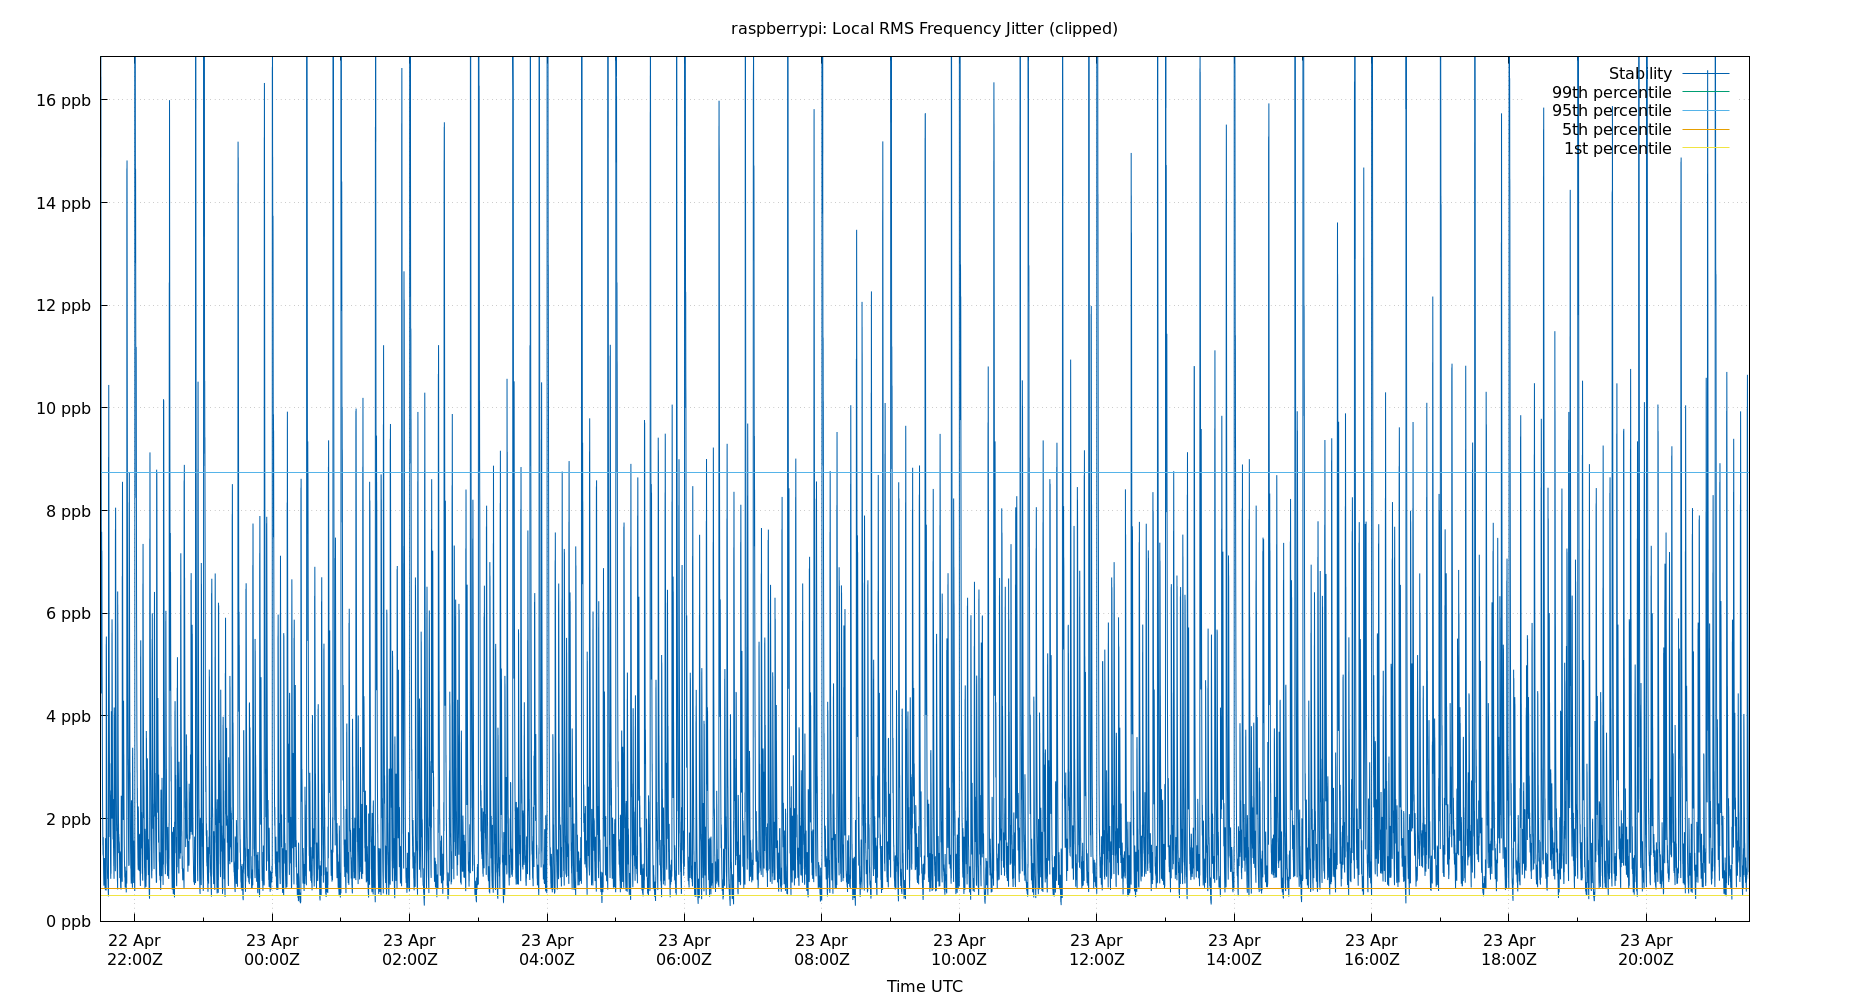 raspberrypi: Local RMS Frequency Jitter (clipped)
Stability
99th percentile
95th percentile
5th percentile
1st percentile
16 ppb
14 ppb
12 ppb
10 ppb
8 ppb
6 ppb
4 ppb
2 ppb
0 ppb
22 Apr 23 Apr 23 Apr 23 Apr 23 Apr 23 Apr 23 Apr 23 Apr 23 Apr 23 Apr 23 Apr 23 Apr
22:00Z 00:00Z 02:00Z 04:00Z 06:00Z 08:00Z 10:00Z 12:00Z 14:00Z 16:00Z 18:00Z 20:00Z
Time UTC